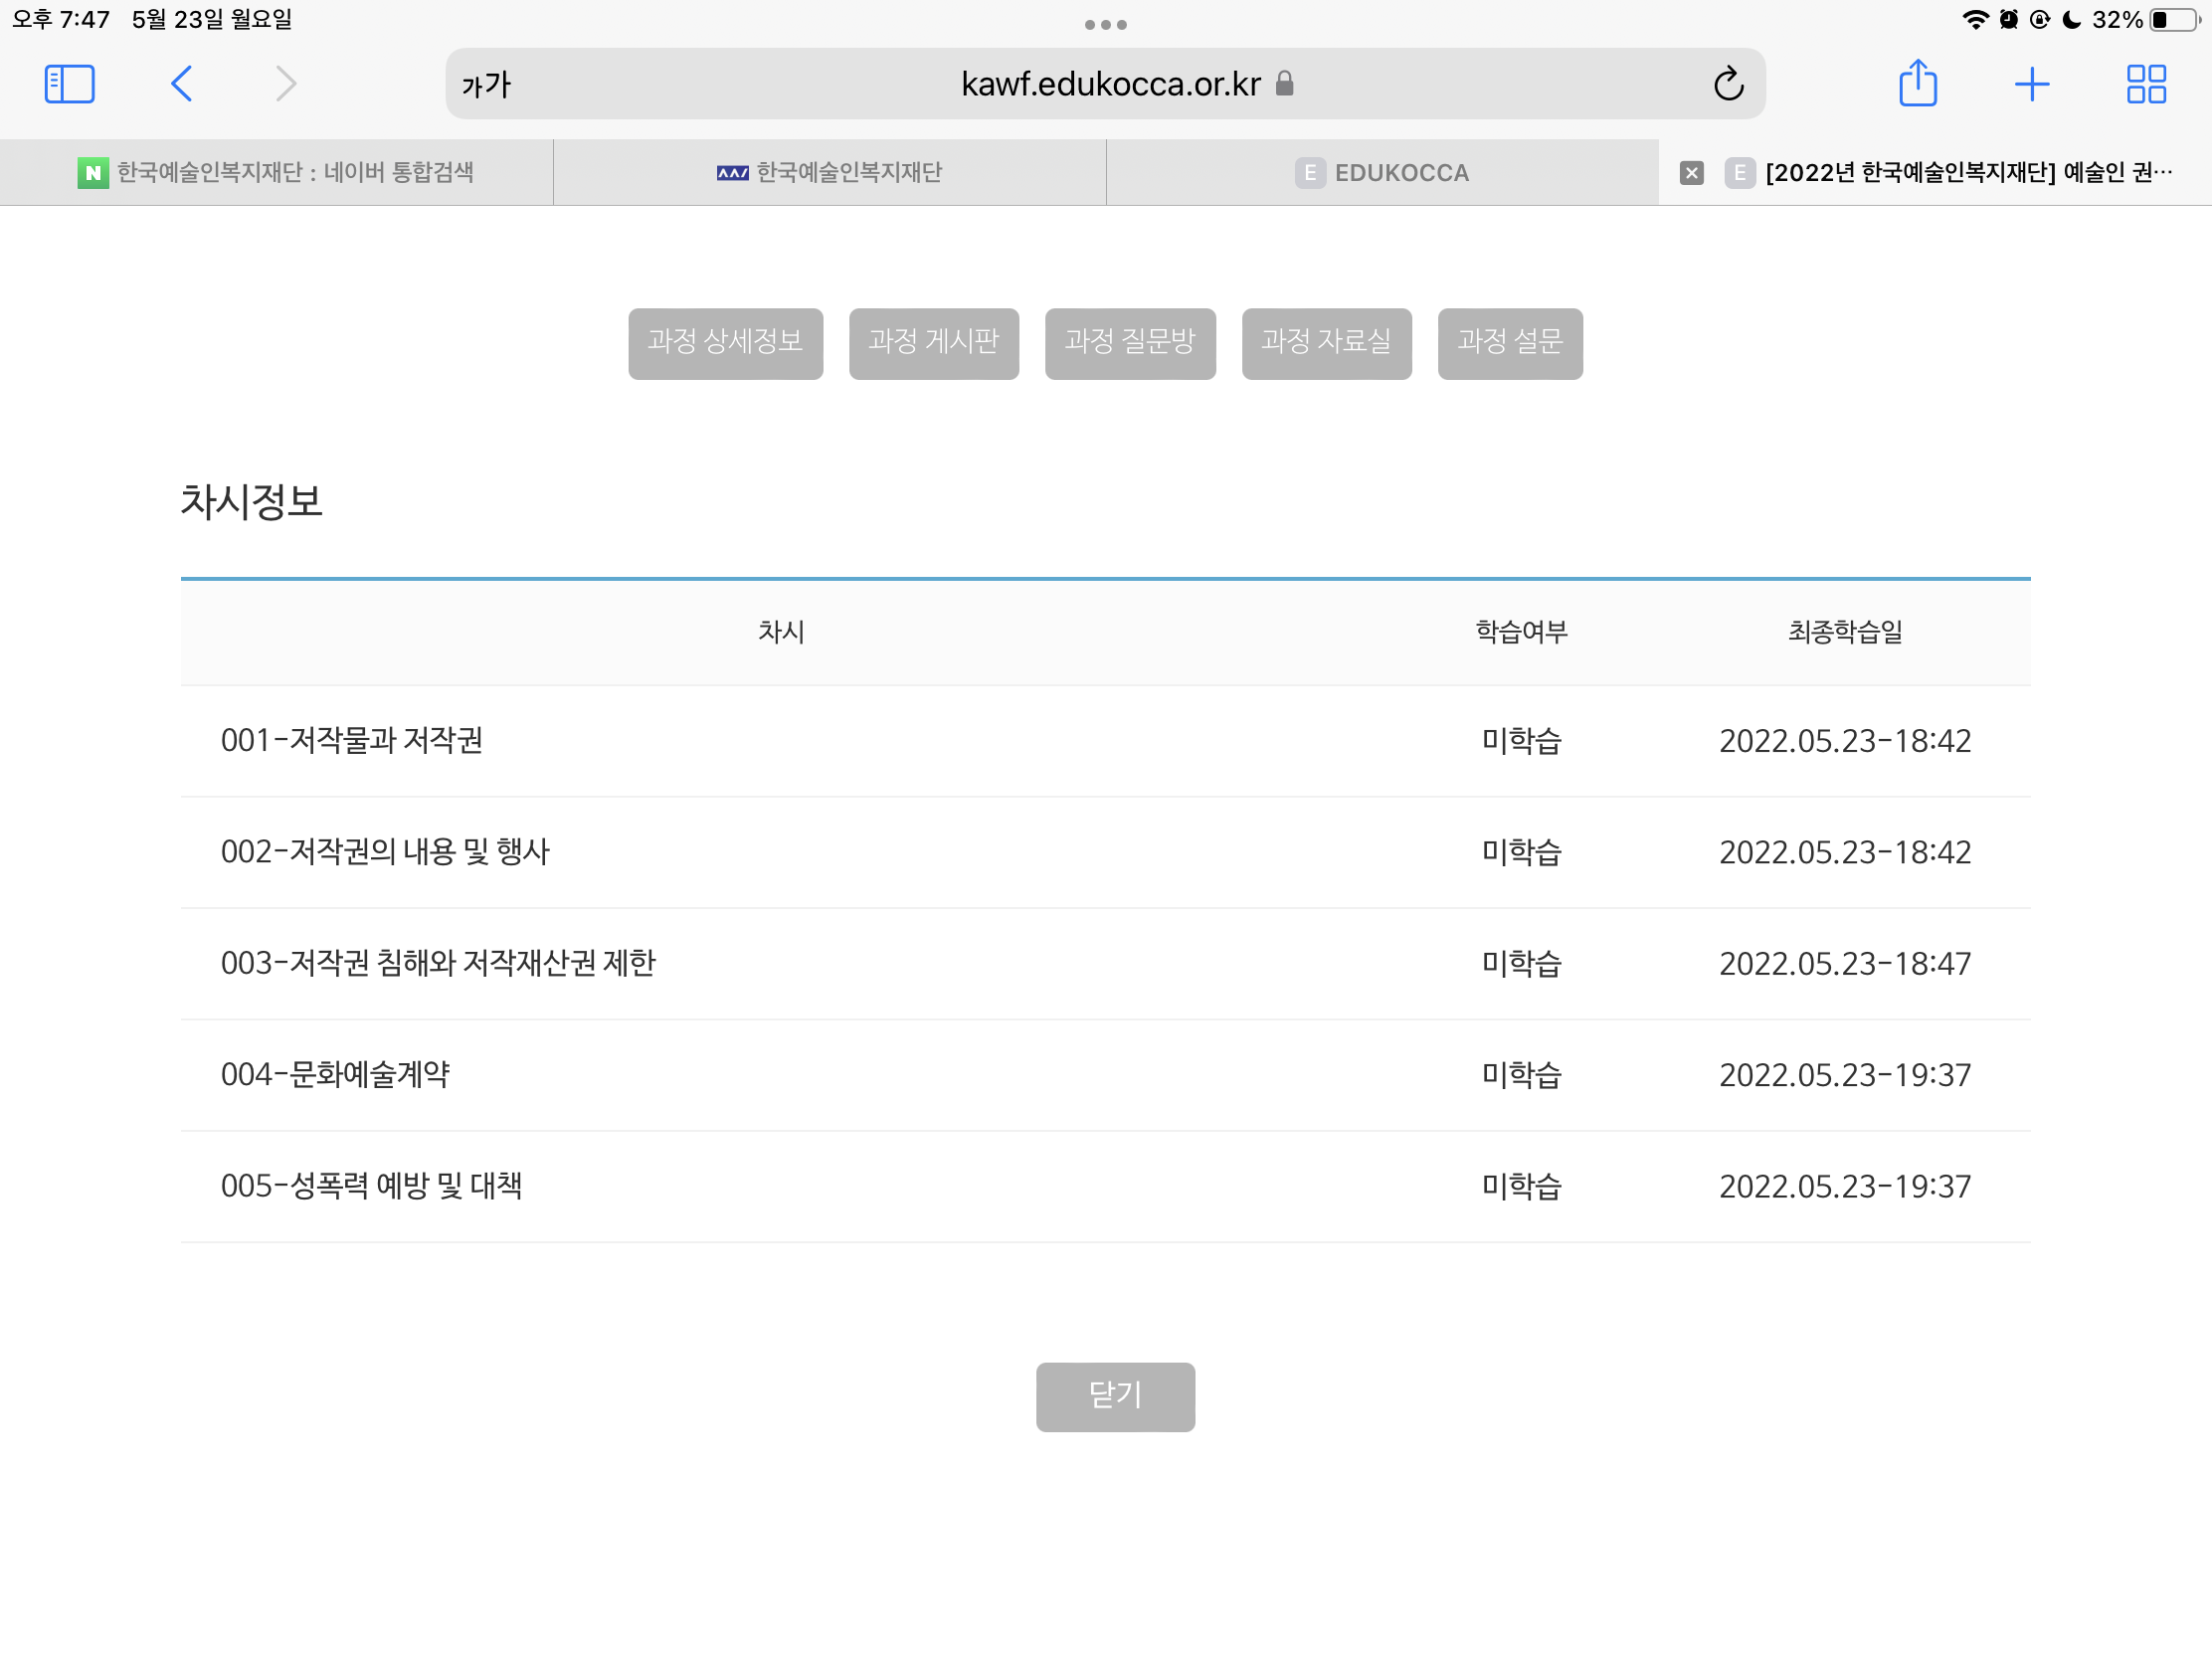 오후 7:47 5월 23일 월요일
32%
가가 kawf.edukocca.or.kr
N 한국예술인복지재단 : 네이버 통합검색
한국예술인복지재단
E EDUKOCCA
E [2022년 한국예술인복지재단] 예술인 권…
과정 상세정보 과정 게시판 과정 질문방 과정 자료실 과정 설문
차시정보
차시 학습여부 최종학습일
001-저작물과 저작권 미학습 2022.05.23-18:42
002-저작권의 내용 및 행사 미학습 2022.05.23-18:42
003-저작권 침해와 저작재산권 제한 미학습 2022.05.23-18:47
004-문화예술계약 미학습 2022.05.23-19:37
005-성폭력 예방 및 대책 미학습 2022.05.23-19:37
닫기